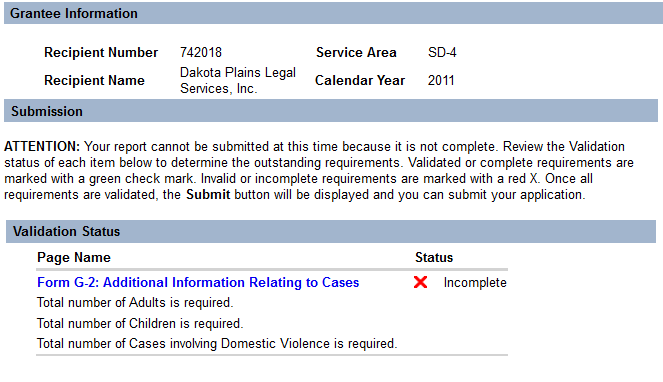 Grantee Information
Recipient Number 742018 Service Area SD-4
Recipient Name Dakota Plains Legal Services, Inc. Calendar Year 2011
Submission
ATTENTION: Your report cannot be submitted at this time because it is not complete. Review the Validation
status of each item below to determine the outstanding requirements. Validated or complete requirements are
marked with a green check mark. Invalid or incomplete requirements are marked with a red X. Once all
requirements are validated, the Submit button will be displayed and you can submit your application.
Validation Status
Page Name Status
Form G-2: Additional Information Relating to Cases Incomplete
Total number of Adults is required.
Total number of Children is required.
Total number of Cases involving Domestic Violence is required.